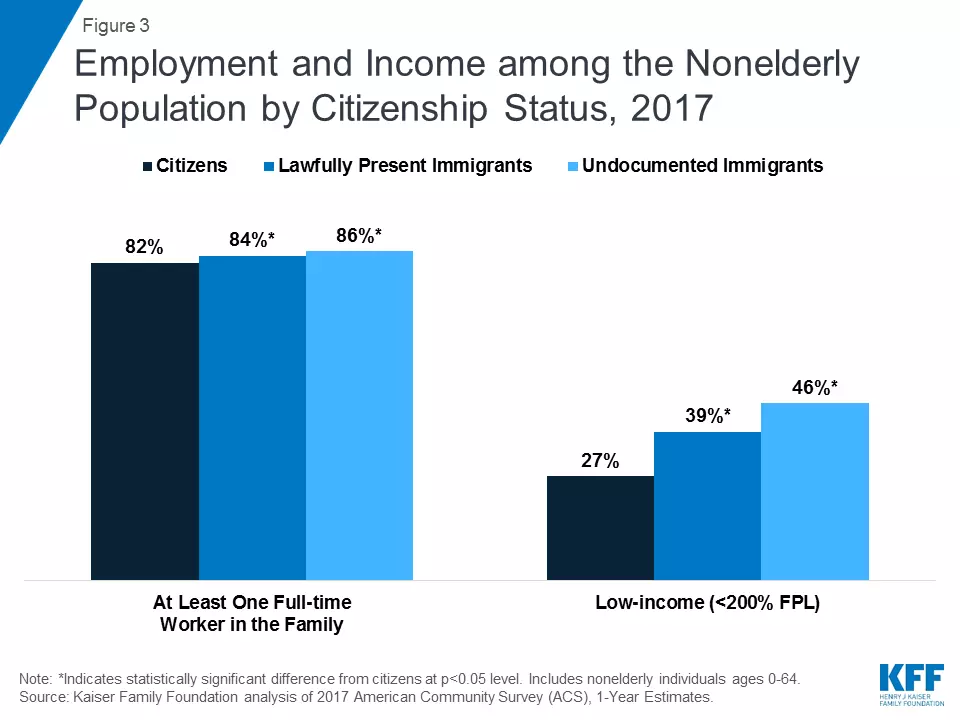 Figure 3
Employment and Income among the Nonelderly
Population by Citizenship Status, 2017
Citizens Lawfully Present Immigrants Undocumented Immigrants
82% 84%* 86%*
27% 39%* 46%*
At Least One Full-time
Worker in the Family
Low-income (<200% FPL)
Note: *Indicates statistically significant difference from citizens at p<0.05 level. Includes nonelderly individuals ages 0-64.
Source: Kaiser Family Foundation analysis of 2017 American Community Survey (ACS), 1-Year Estimates.
KFF
HENRY J KAISER
FAMILY FOUNDATION